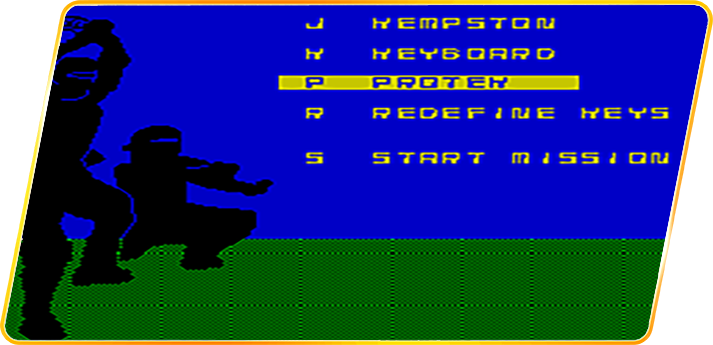 J KEMPSTON
K KEYBOARD
P PROTEK
R REDEFINE KEYS
S START MISSION